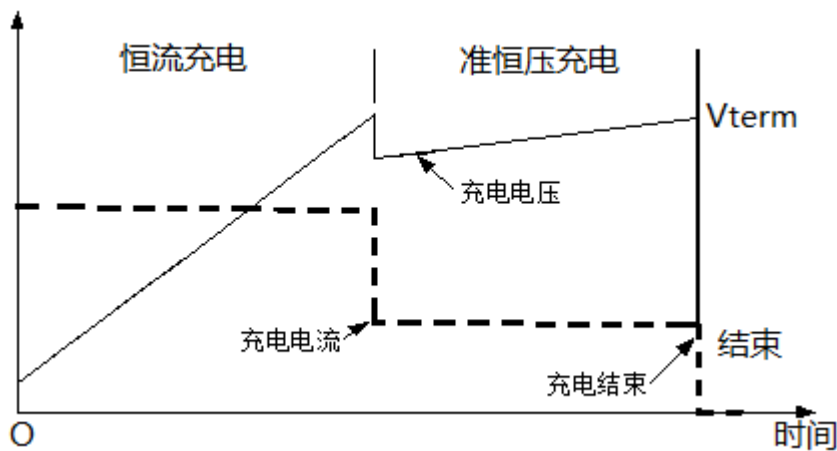 恒流充电
准恒压充电
Vterm
充电电压
充电电流
结束
充电结束
O
时间